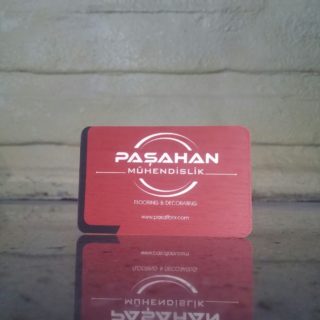 PAŞAHAN
MÜHENDİSLİK
FLOORING & DECORATING